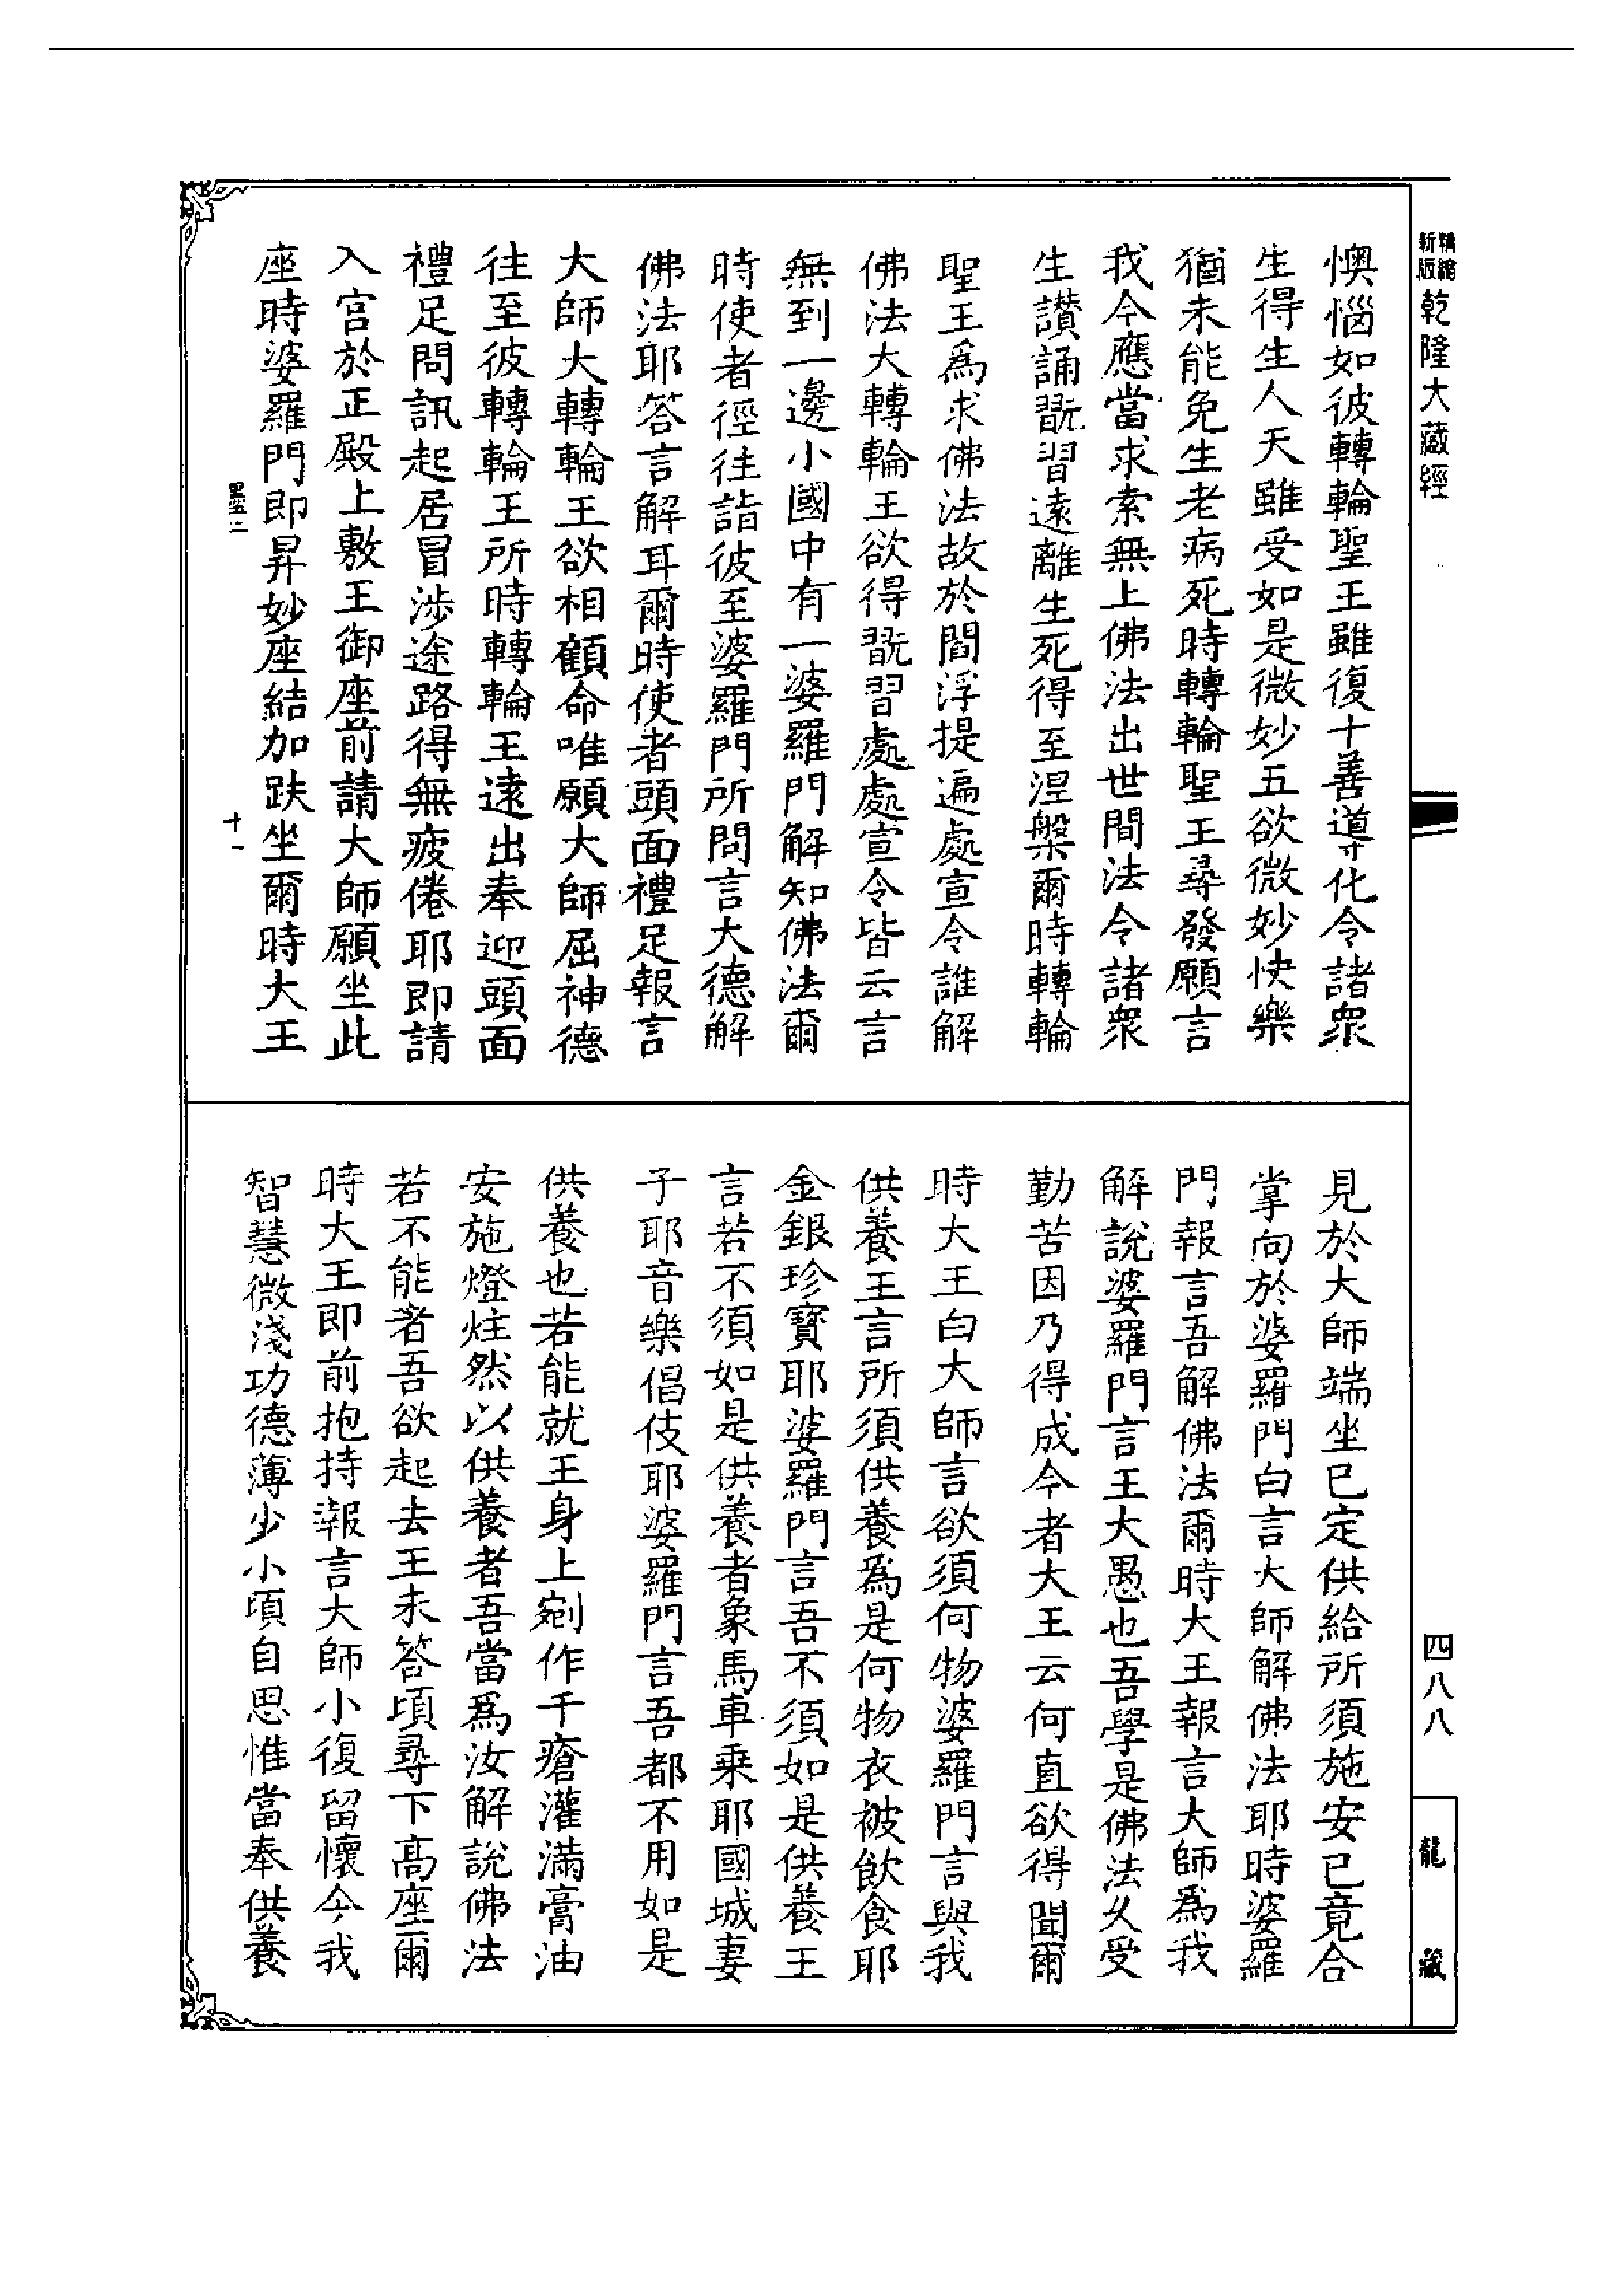 精縮新版乾隆大藏經
懊惱如彼轉輪聖王雖復十善導化令諸衆
生得生人天雖受如是微妙五欲微妙快樂
猶未能免生老病死時轉輪聖王尋發願言
我今應當求索無上佛法出世間法令諸衆
生讃誦翫習遠離生死得至涅槃爾時轉輪
聖王爲求佛法故於閻浮提遍處宣令誰解
佛法大轉輪王欲得翫習處處宣令皆云言
無到一邊小國中有一婆羅門解知佛法爾
時使者徑往詣彼至婆羅門所問言大德解
佛法耶答言解耳爾時使者頭面禮足報言
大師大轉輪王欲相顧命唯願大師屈神德
往至彼轉輪王所時轉輪王遠出奉迎頭面
禮足問訊起居冒涉途路得無疲倦耶即請
入宮於正殿上敷王御座前請大師願坐此
座時婆羅門即昇妙座結加趺坐爾時大王
十一
見於大師端坐已定供給所須施安已竟合
掌向於婆羅門白言大師解佛法耶時婆羅
門報言吾解佛法爾時大王報言大師爲我
解說婆羅門言王大愚也吾學是佛法久受
勤苦因乃得成今者大王云何直欲得聞爾
時大王白大師言欲須何物婆羅門言與我
供養王言所須供養爲是何物衣被飲食耶
金銀珍寶耶婆羅門言吾不須如是供養王
言若不須如是供養者象馬車乘耶國城妻
子耶音樂倡伎耶婆羅門言吾都不用如是
供養也若能就王身上剜作千瘡灌滿膏油
安施燈炷然以供養者吾當爲汝解說佛法
若不能者吾欲起去王未答頃尋下高座爾
時大王即前抱持報言大師小復留懷今我
智慧微淺功德薄少小頃自思惟當奉供養
四八八
龍藏